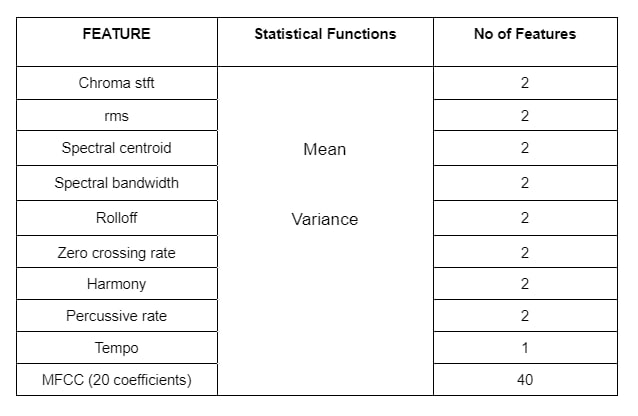 FEATURE Statistical Functions No of Features
Chroma stft 2
rms 2
Spectral centroid Mean 2
Spectral bandwidth 2
Rolloff Variance 2
Zero crossing rate 2
Harmony 2
Percussive rate 2
Tempo 1
MFCC (20 coefficients) 40